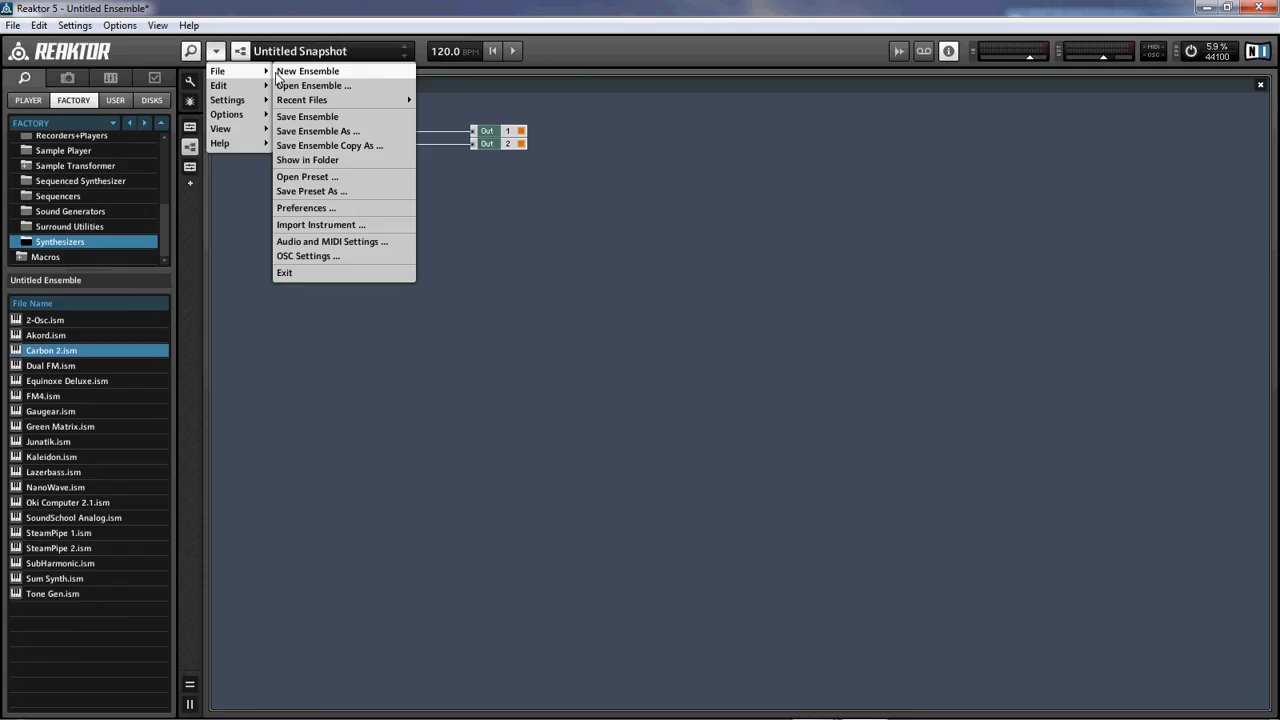 Reaktor 5 - Untitled Ensemble*
File Edit Settings Options View Help
REAKTOR
Untitled Snapshot
120.0 BPM
MIDI
OSC
5.9 %
44100
NI
PLAYER FACTORY USER DISKS
FACTORY
Recorders+Players
Sample Player
Sample Transformer
Sequenced Synthesizer
Sequencers
Sound Generators
Surround Utilities
Synthesizers
Macros
Untitled Ensemble
File Name
2-Osc.ism
Akord.ism
Carbon 2.ism
Dual FM.ism
Equinoxe Deluxe.ism
FM4.ism
Gaugear.ism
Green Matrix.ism
Junatik.ism
Kaleidon.ism
Lazerbass.ism
NanoWave.ism
Oki Computer 2.1.ism
SoundSchool Analog.ism
SteamPipe 1.ism
SteamPipe 2.ism
SubHarmonic.ism
Sum Synth.ism
Tone Gen.ism
File
Edit
Settings
Options
View
Help
New Ensemble
Open Ensemble ...
Recent Files
Save Ensemble
Save Ensemble As ...
Save Ensemble Copy As ...
Show in Folder
Open Preset ...
Save Preset As ...
Preferences ...
Import Instrument ...
Audio and MIDI Settings ...
OSC Settings ...
Exit
Out 1
Out 2